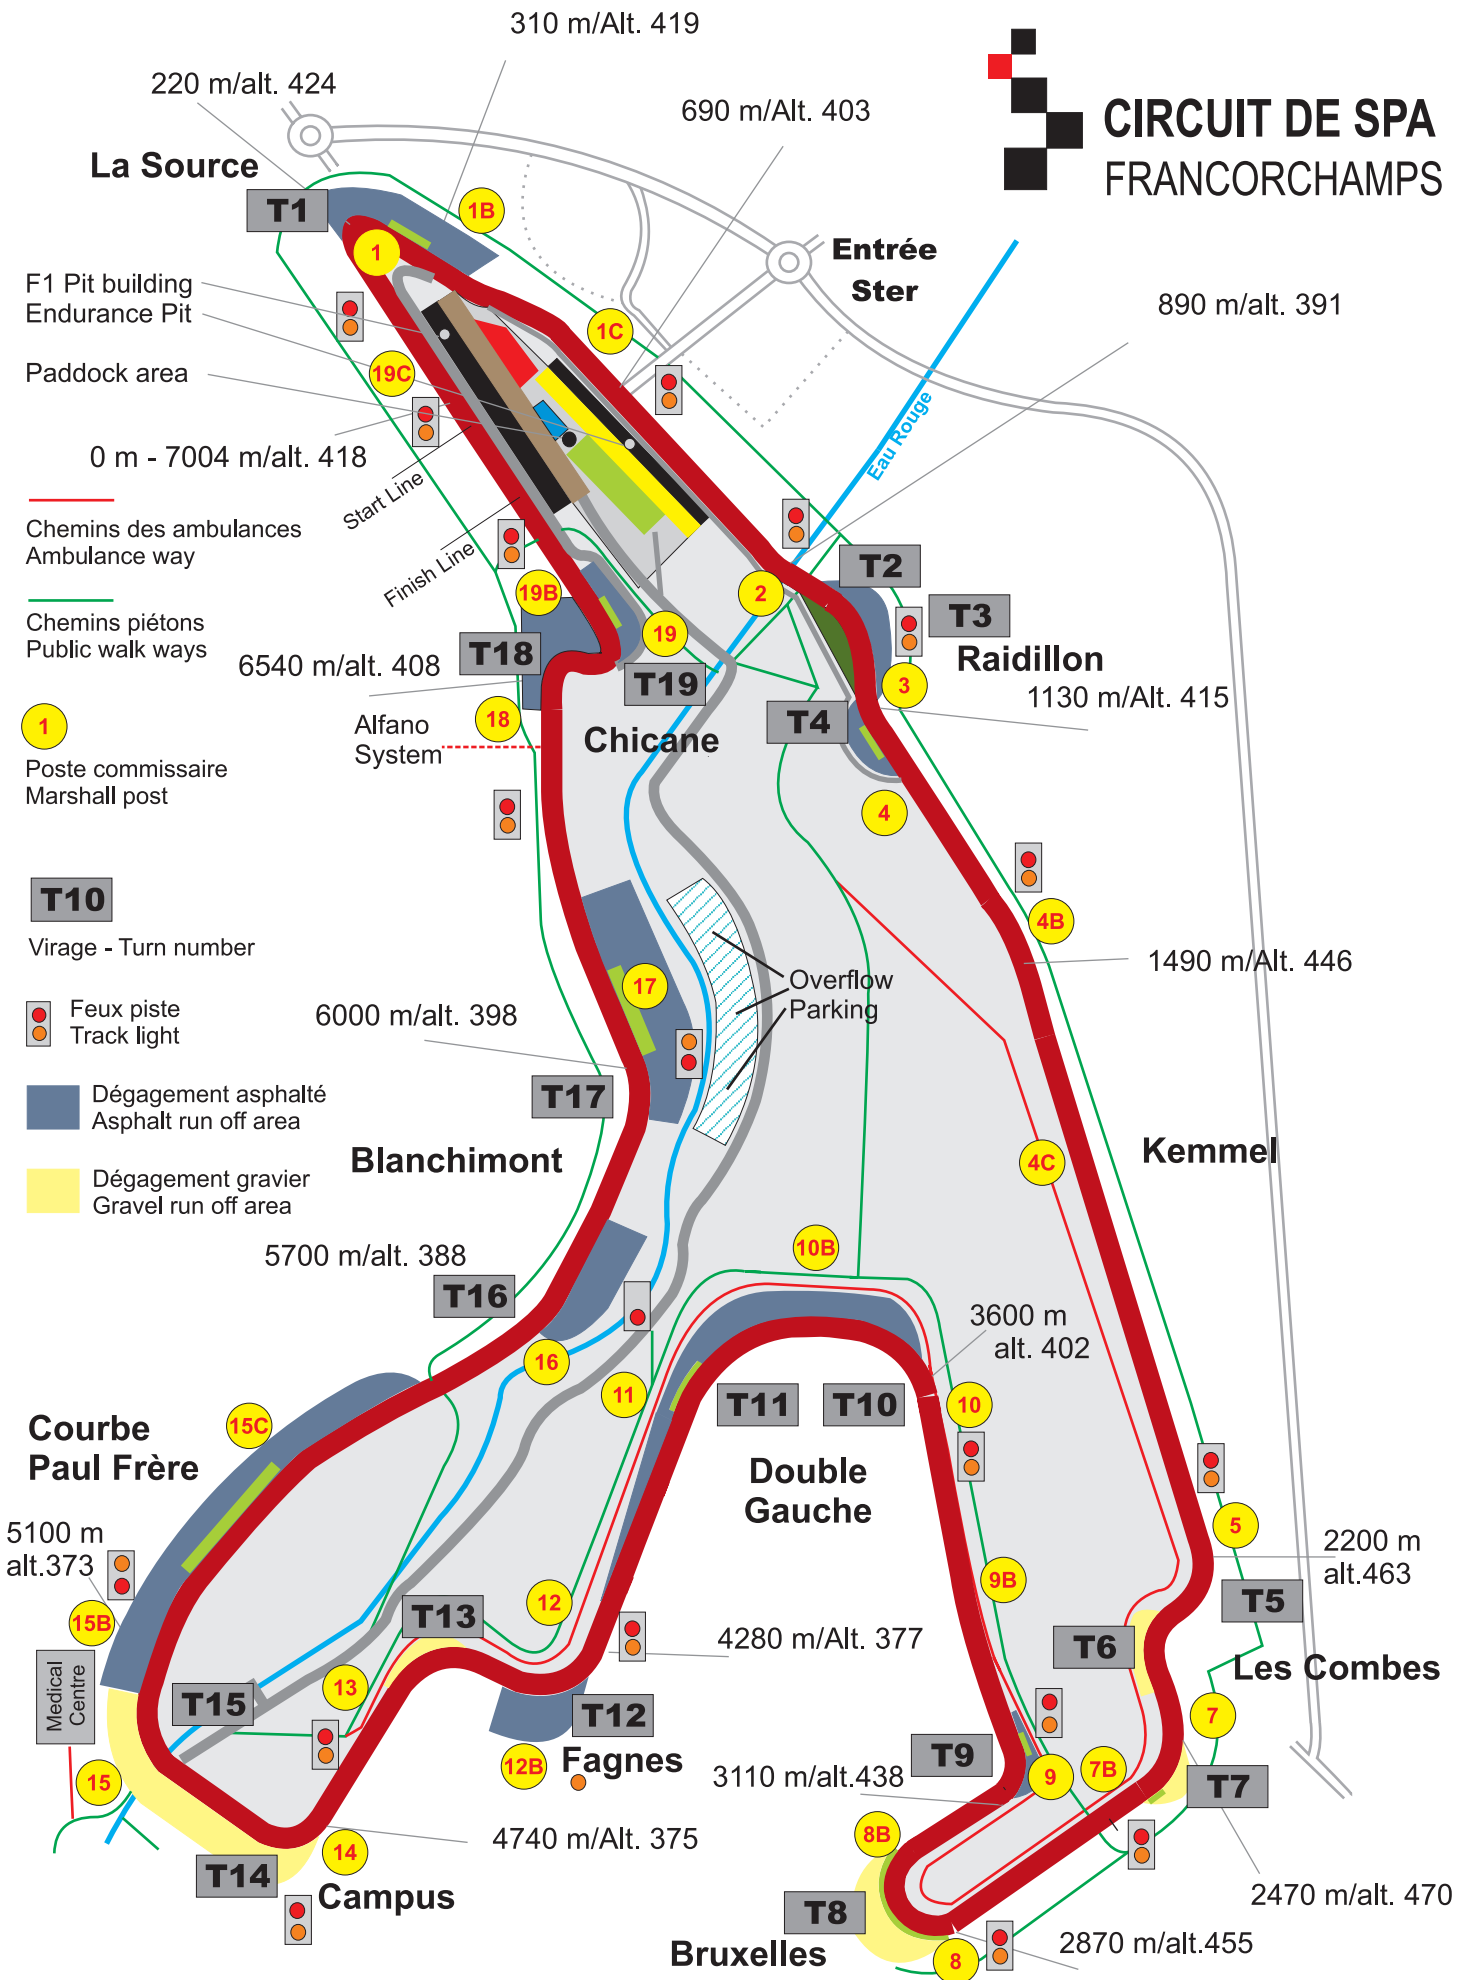 310 m/Alt. 419
220 m/alt. 424
690 m/Alt. 403
CIRCUIT DE SPA
FRANCORCHAMPS
La Source
T1
1B
1
Entrée
Ster
F1 Pit building
Endurance Pit
890 m/alt. 391
1C
Paddock area
19C
Eau Rouge
0 m - 7004 m/alt. 418
Start Line
Finish Line
Chemins des ambulances
Ambulance way
T2
19B
2
T3
Chemins piétons
Public walk ways
19
T18
6540 m/alt. 408
Raidillon
T19
3
1130 m/Alt. 415
1
18
Alfano
System
Chicane
T4
Poste commissaire
Marshall post
4
T10
4B
Virage - Turn number
1490 m/Alt. 446
17
Overflow
Parking
Feux piste
Track light
6000 m/alt. 398
Dégagement asphalté
Asphalt run off area
T17
Blanchimont
4C
Kemmel
Dégagement gravier
Gravel run off area
5700 m/alt. 388
10B
T16
3600 m
alt. 402
16
11
T11
T10
10
15C
Courbe
Paul Frère
Double
Gauche
5
5100 m
alt.373
2200 m
alt.463
9B
12
T5
15B
T13
4280 m/Alt. 377
T6
Les Combes
Medical
Centre
13
T15
T12
7
12B
Fagnes
T9
3110 m/alt.438
9
7B
T7
15
8B
4740 m/Alt. 375
14
T14
Campus
2470 m/alt. 470
T8
Bruxelles
2870 m/alt.455
8